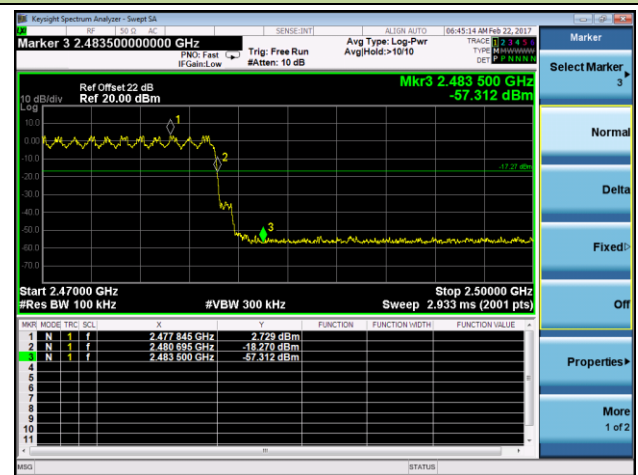 Keysight Spectrum Analyzer - Swept SA
RF 50 Ω AC SENSE:INT ALIGN AUTO 06:45:14 AM Feb 22, 2017
Marker 3 2.483500000000 GHz
PNO: Fast
IFGain:Low
Trig: Free Run
#Atten: 10 dB
Avg Type: Log-Pwr
Avg|Hold:>10/10
TRACE 1 2 3 4 5 6
TYPE M M W W W W
DET P P N N N N
Ref Offset 22 dB
10 dB/div Ref 20.00 dBm
Log
Mkr3 2.483 500 GHz
-57.312 dBm
10.0
0.00
-10.0
-20.0
-30.0
-40.0
-50.0
-60.0
-70.0
1
2
3
-17.27 dBm
Start 2.47000 GHz Stop 2.50000 GHz
#Res BW 100 kHz #VBW 300 kHz Sweep 2.933 ms (2001 pts)
MKR MODE TRC SCL X Y FUNCTION FUNCTION WIDTH FUNCTION VALUE
1 N 1 f 2.477 845 GHz 2.729 dBm
2 N 1 f 2.480 695 GHz -18.270 dBm
3 N 1 f 2.483 500 GHz -57.312 dBm
4
5
6
7
8
9
10
11
MSG STATUS
Marker
Select Marker
3
Normal
Delta
Fixed
Off
Properties
More
1 of 2